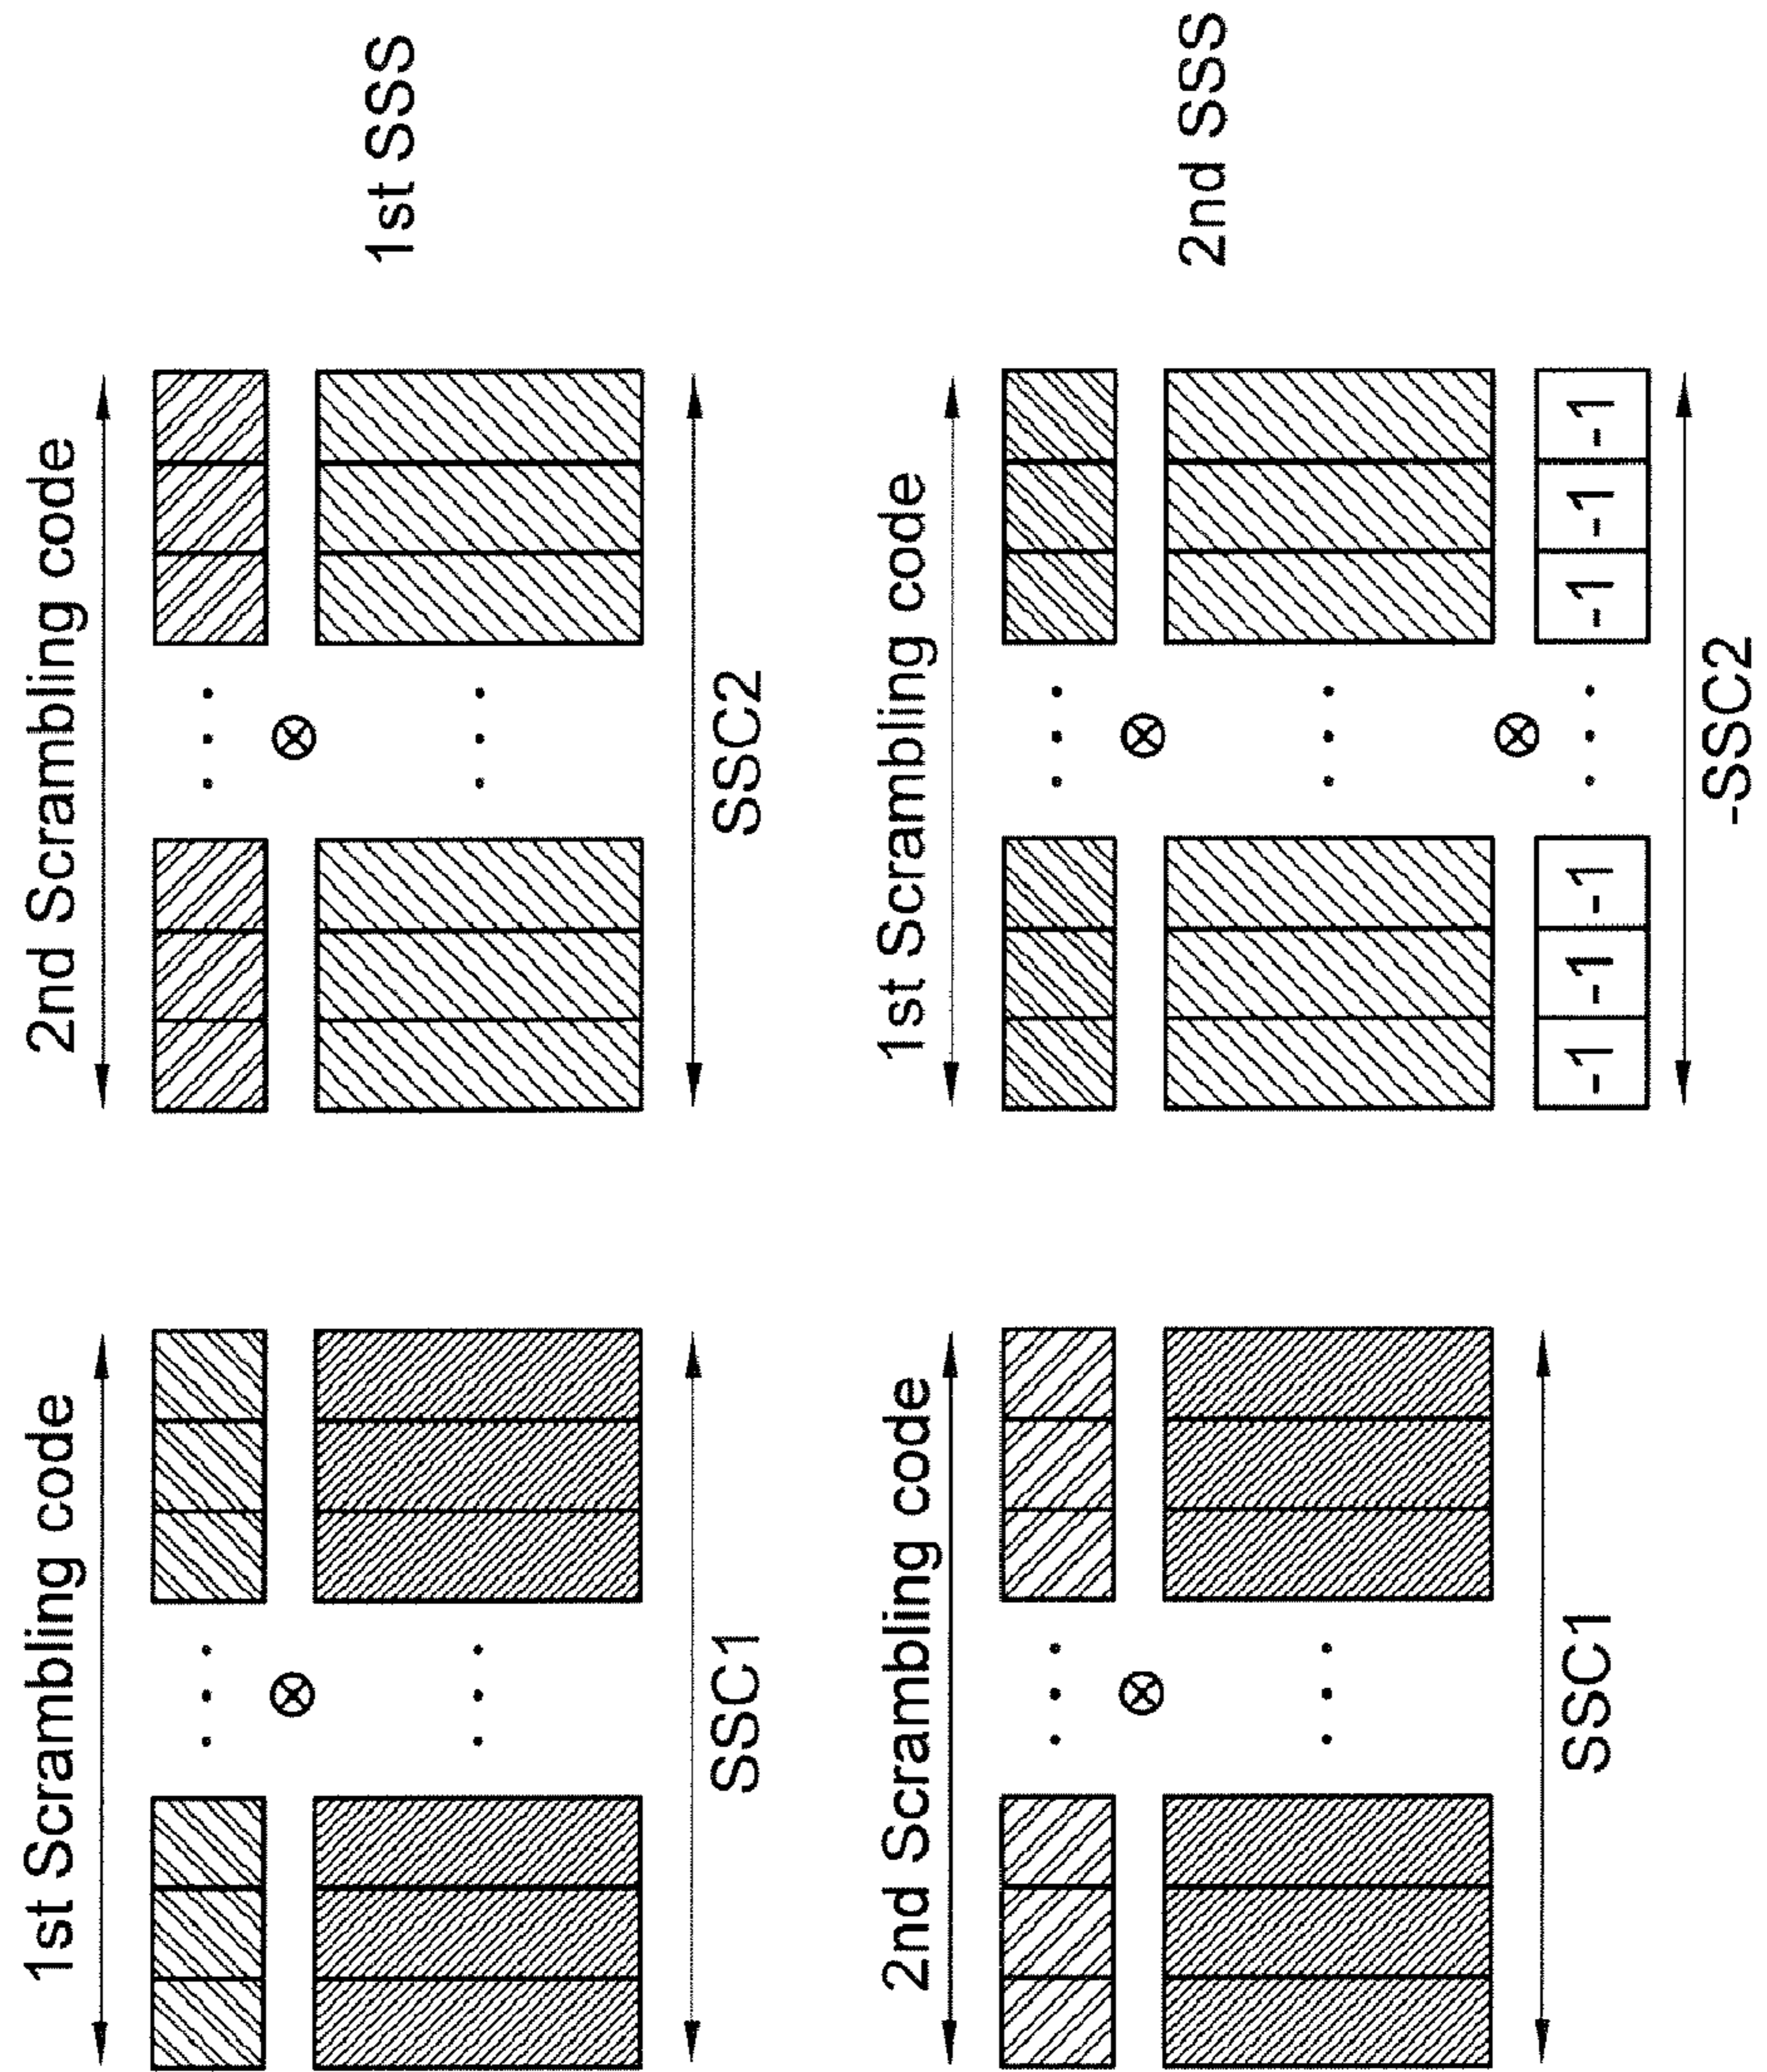 1st Scrambling code
2nd Scrambling code
SSC1
SSC2
1st SSS
2nd Scrambling code
1st Scrambling code
-1 -1 -1 -1 -1 -1
SSC1
-SSC2
2nd SSS